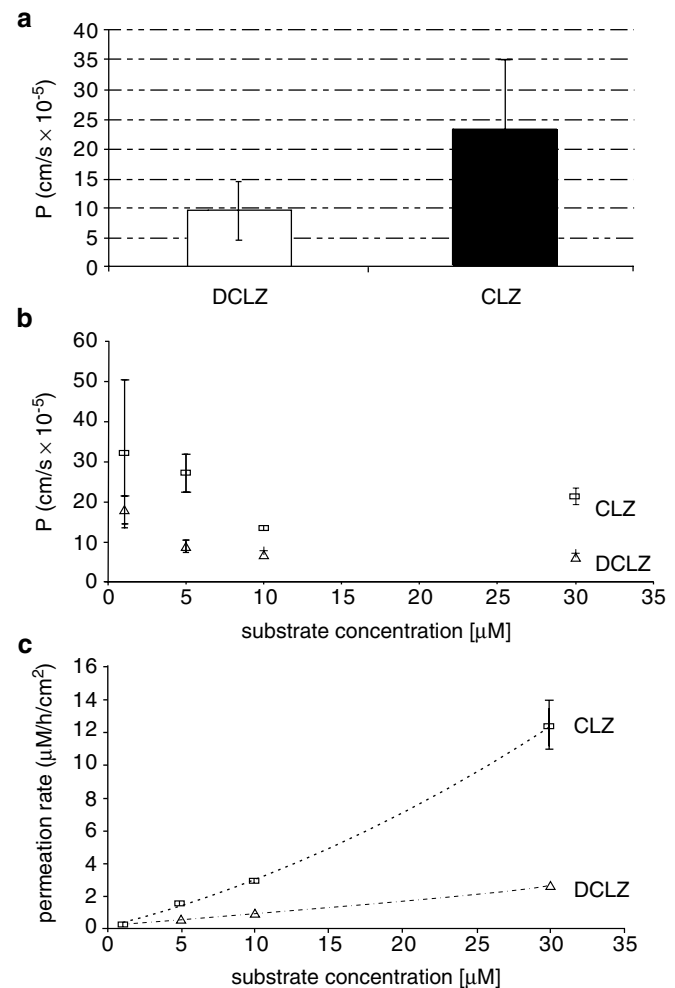 a
P (cm/s × 10⁻⁵)
40
35
30
25
20
15
10
5
0
DCLZ CLZ
b
P (cm/s × 10⁻⁵)
60
50
40
30
20
10
0
CLZ
DCLZ
0 5 10 15 20 25 30 35
substrate concentration [µM]
c
permeation rate (µM/h/cm²)
16
14
12
10
8
6
4
2
0
CLZ
DCLZ
0 5 10 15 20 25 30 35
substrate concentration [µM]